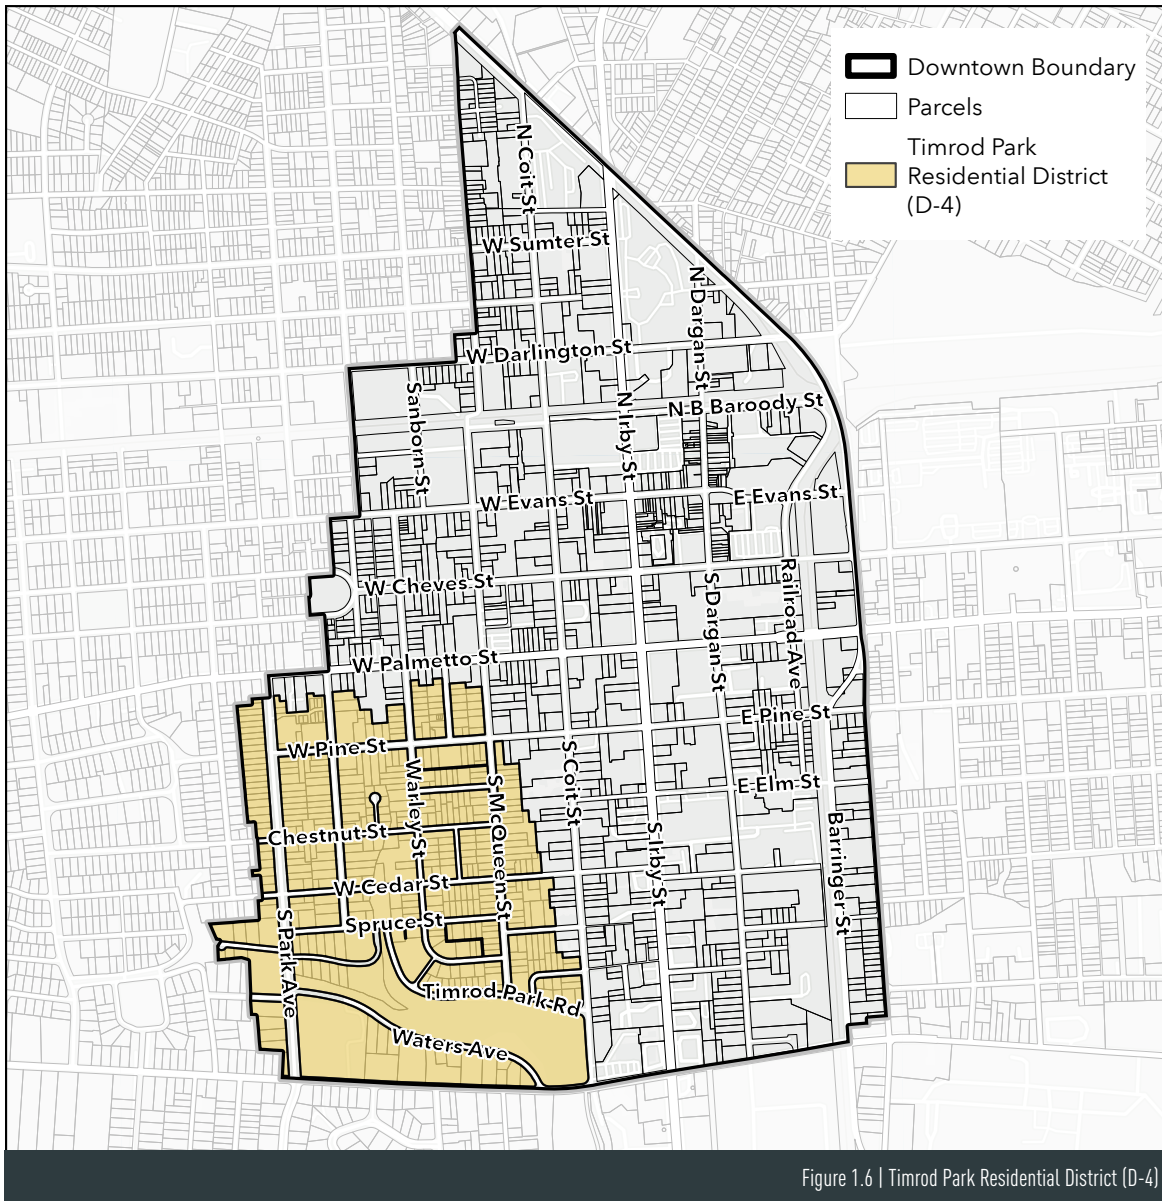 Downtown Boundary
Parcels
Timrod Park
Residential District
(D-4)
N Coit St
W Sumter St
N Dargan St
W Darlington St
Sanborn St
N Irby St
N B Baroody St
W Evans St
E Evans St
W Cheves St
Railroad Ave
S Dargan St
W Palmetto St
E Pine St
W Pine St
S Coit St
Warley St
S McQueen St
E Elm St
Chestnut St
S Irby St
Barringer St
W Cedar St
Spruce St
S Park Ave
Timrod Park Rd
Waters Ave
Figure 1.6 | Timrod Park Residential District (D-4)